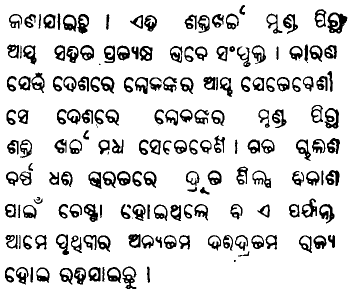 ଜଣାଯାଇଛି । ଏହି ଶକ୍ତିଖର୍ଚ୍ଚ ମୁଣ୍ଡ ପିଚ୍ଛା
ଆୟ ସହିତ ପ୍ରତ୍ୟକ୍ଷ ଭାବେ ସଂପୃକ୍ତ । କାରଣ
ଯେଉଁ ଦେଶରେ ଲୋକଙ୍କର ଆୟ ଯେତେବେଶୀ
ସେ ଦେଶରେ ଲୋକଙ୍କର ମୁଣ୍ଡ ପିଚ୍ଛା
ଶକ୍ତି ଖର୍ଚ୍ଚ ମଧ୍ୟ ସେତେବେଶୀ । ଗତ ଚାଳିଶ
ବର୍ଷ ଧରି ଭାରତରେ ଦ୍ରୁତ ଶିଳ୍ପ ବିକାଶ
ପାଇଁ ଚେଷ୍ଟା ହୋଇଥିଲେ ବି ଏ ପର୍ଯ୍ୟନ୍ତ
ଆମେ ପୃଥିବୀର ଅନ୍ୟତମ ଦରିଦ୍ରତମ ରାଜ୍ୟ
ହୋଇ ରହିଯାଇଛୁ ।